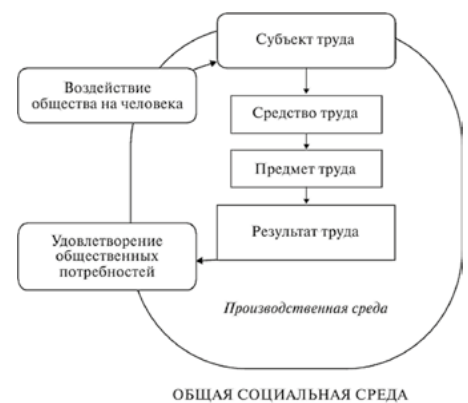 Субъект труда
Воздействие
общества на человека
Средство труда
Предмет труда
Результат труда
Удовлетворение
общественных
потребностей
Производственная среда
ОБЩАЯ СОЦИАЛЬНАЯ СРЕДА